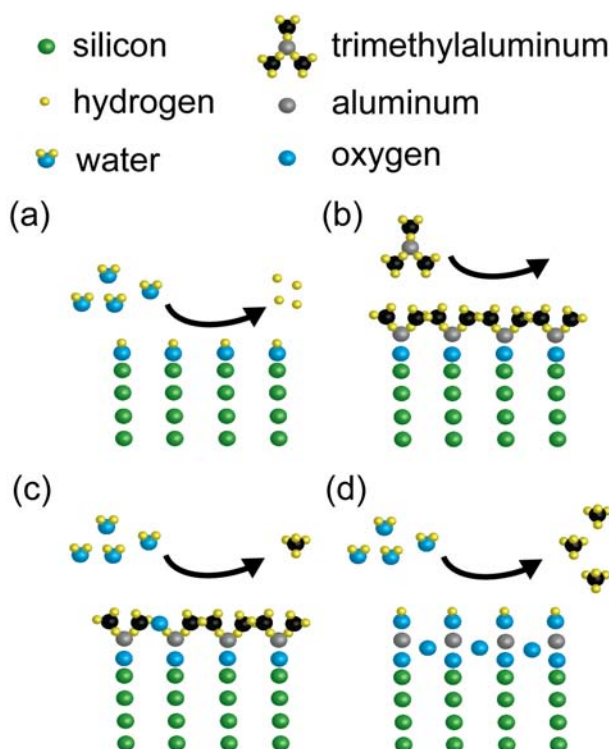 silicon
trimethylaluminum
hydrogen
aluminum
water
oxygen
(a)
(b)
(c)
(d)